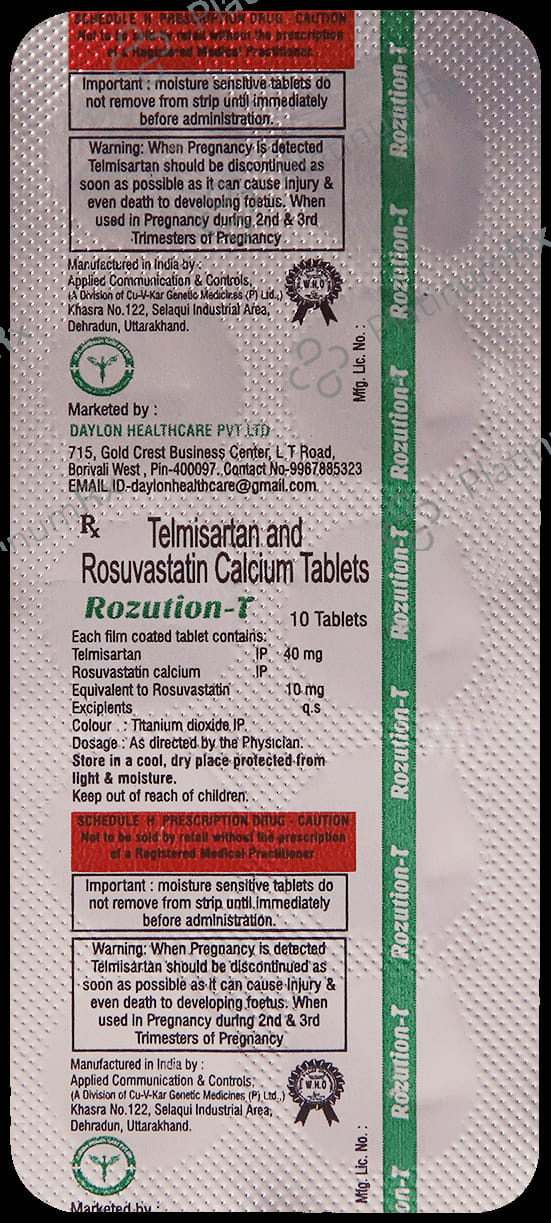 SCHEDULE H PRESCRIPTION DRUG - CAUTION
Not to be sold by retail without the prescription
of a Registered Medical Practitioner
Important : moisture sensitive tablets do
not remove from strip until immediately
before administration.
Warning: When Pregnancy is detected
Telmisartan should be discontinued as
soon as possible as it can cause injury &
even death to developing foetus. When
used in Pregnancy during 2nd & 3rd
Trimesters of Pregnancy
Manufactured in India by :
Applied Communication & Controls,
(A Division of Cu-V-Kar Genetic Medicines (P) Ltd.,)
Khasra No.122, Selaqui Industrial Area,
Dehradun, Uttarakhand.
W.H.O
Mfg. Lic. No. :
Marketed by :
DAYLON HEALTHCARE PVT LTD
715, Gold Crest Business Center, L T Road,
Borivali West , Pin-400097..Contact No-9967885323
EMAIL ID-daylonhealthcare@gmail.com.
Rx
Telmisartan and
Rosuvastatin Calcium Tablets
Rozution-T
10 Tablets
Each film coated tablet contains:
Telmisartan IP 40 mg
Rosuvastatin calcium IP
Equivalent to Rosuvastatin 10 mg
Excipients q.s
Colour . : Titanium dioxide IP
Dosage : As directed by the Physician.
Store in a cool, dry place protected from
light & moisture.
Keep out of reach of children.
SCHEDULE H PRESCRIPTION DRUG - CAUTION
Not to be sold by retail without the prescription
of a Registered Medical Practitioner
Important : moisture sensitive tablets do
not remove from strip until immediately
before administration.
Warning: When Pregnancy is detected
Telmisartan should be discontinued as
soon as possible as it can cause injury &
even death to developing foetus. When
used in Pregnancy during 2nd & 3rd
Trimesters of Pregnancy
Manufactured in India by :
Applied Communication & Controls,
(A Division of Cu-V-Kar Genetic Medicines (P) Ltd.,)
Khasra No.122, Selaqui Industrial Area,
Dehradun, Uttarakhand.
W.H.O
Mfg. Lic. No. :
Marketed by :
Rozution-T
Rozution-T
Rozution-T
Rozution-T
Rozution-T
Rozution-T
Rozution-T
on-T
PlatinumRx
PlatinumRx
PlatinumRx